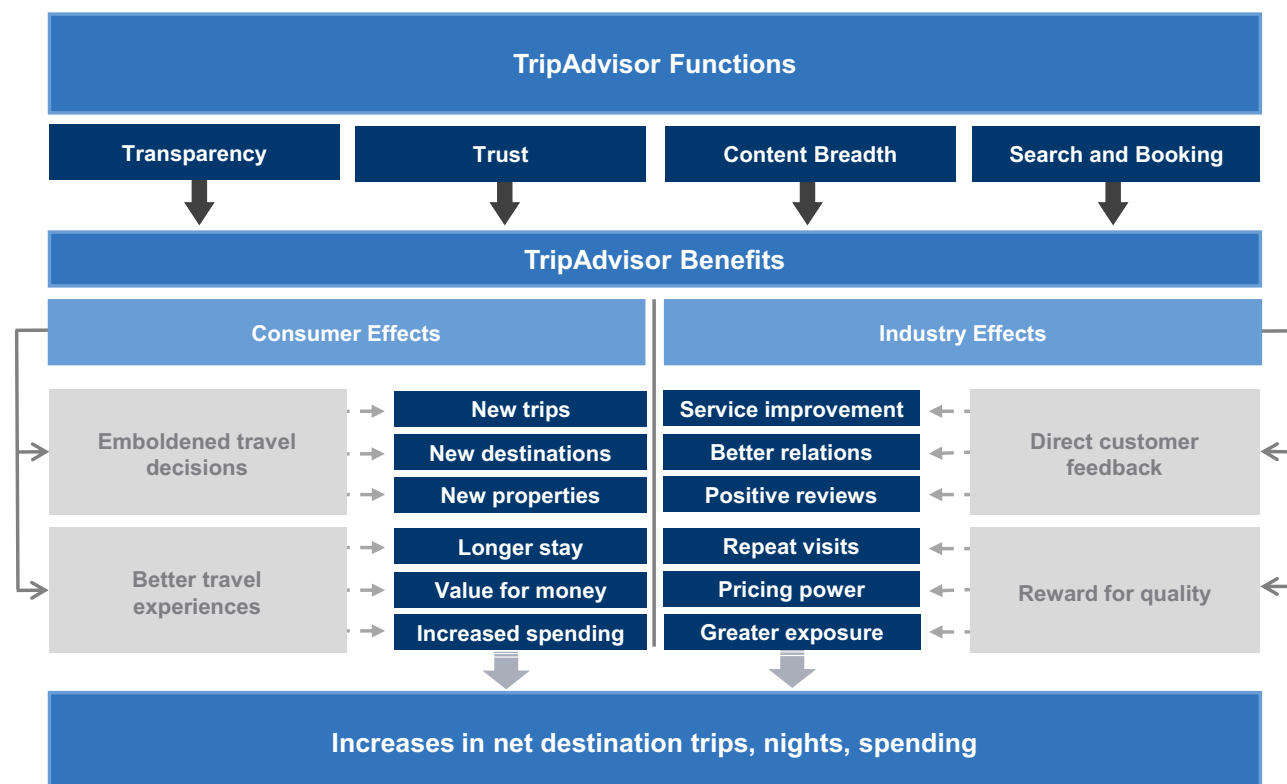 TripAdvisor Functions
Transparency
Trust
Content Breadth
Search and Booking
TripAdvisor Benefits
Consumer Effects
Industry Effects
Emboldened travel
decisions
New trips
New destinations
New properties
Service improvement
Better relations
Positive reviews
Direct customer
feedback
Better travel
experiences
Longer stay
Value for money
Increased spending
Repeat visits
Pricing power
Greater exposure
Reward for quality
Increases in net destination trips, nights, spending